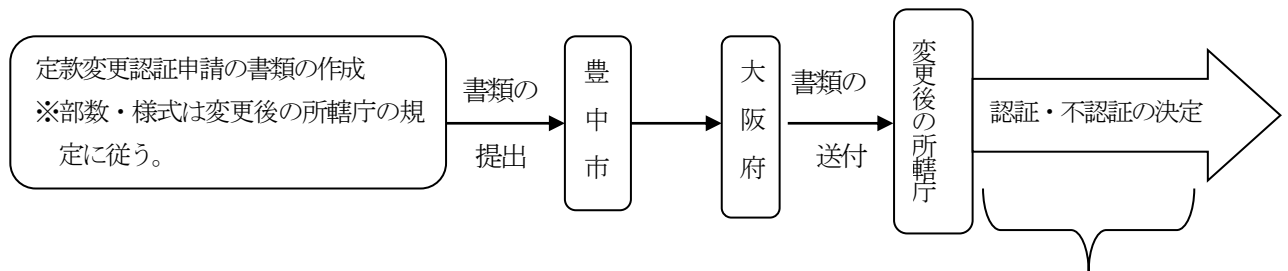 定款変更認証申請の書類の作成
※部数・様式は変更後の所轄庁の規
定に従う。
書類の
提出
豊中市
大阪府
書類の
送付
変更後の所轄庁
認証・不認証の決定